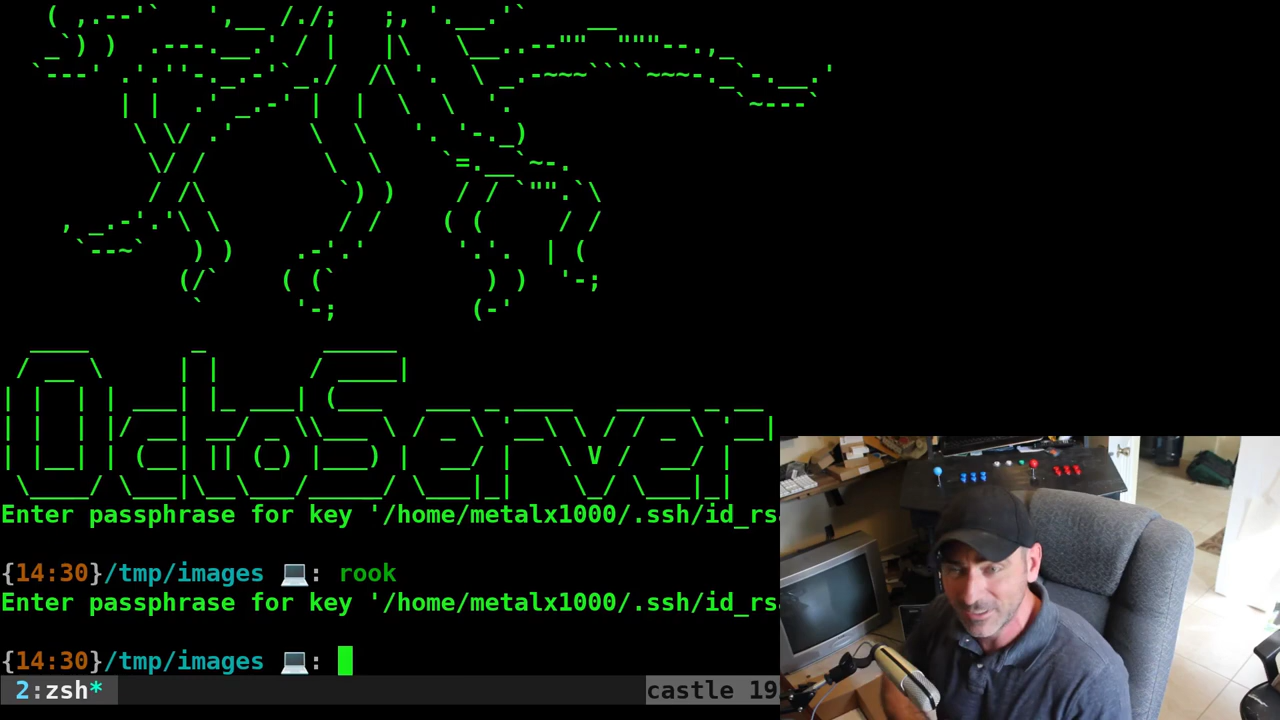 OctoServer
Enter passphrase for key '/home/metalx1000/.ssh/id_rs
{14:30}/tmp/images 💻: rook
Enter passphrase for key '/home/metalx1000/.ssh/id_rs
{14:30}/tmp/images 💻:
2:zsh* castle 19